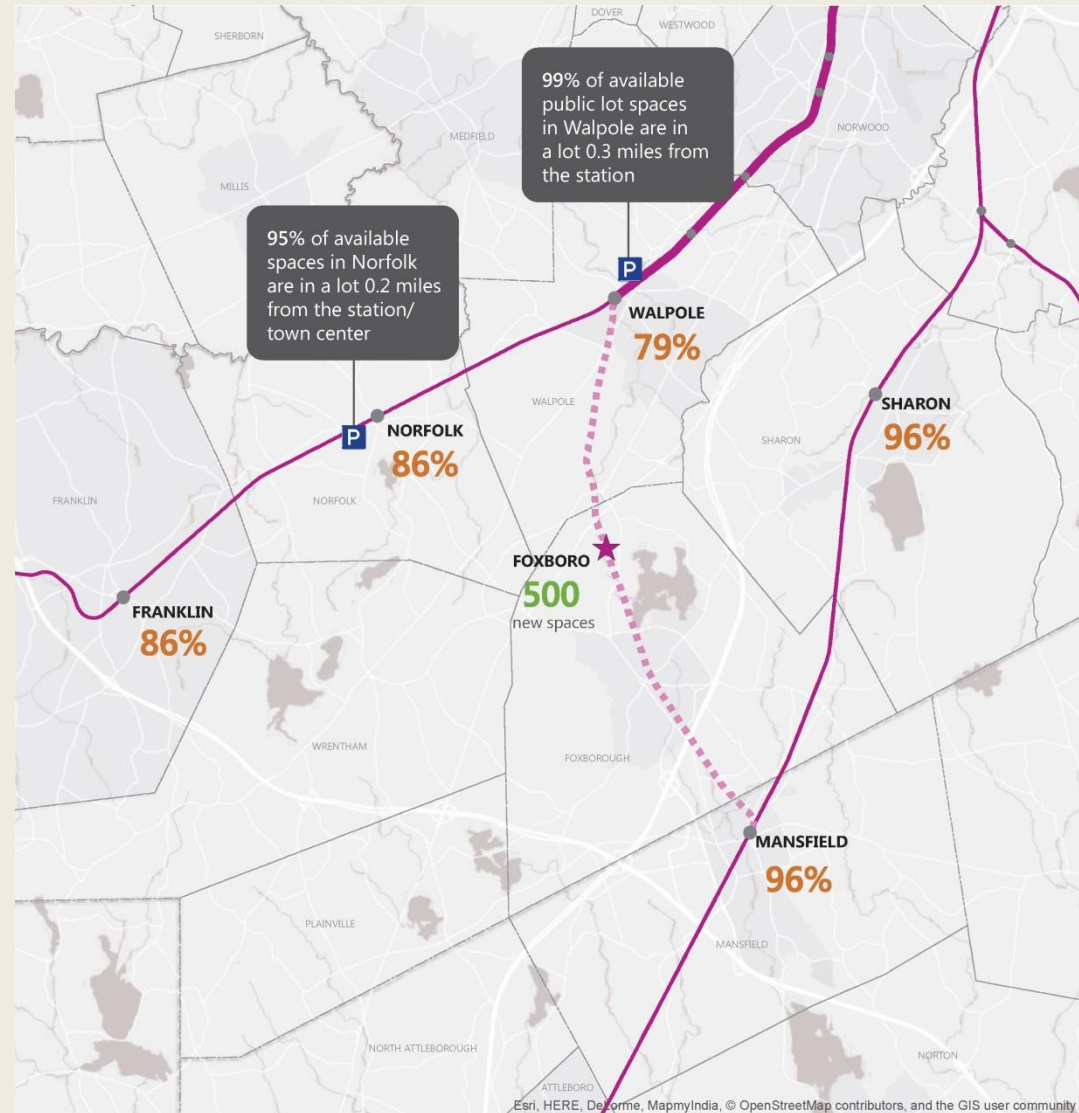 DOVER
WESTWOOD
SHERBORN
99% of available
public lot spaces
in Walpole are in
a lot 0.3 miles from
the station
MEDFIELD
NORWOOD
MILLIS
95% of available
spaces in Norfolk
are in a lot 0.2 miles
from the station/
town center
P
WALPOLE
79%
WALPOLE
SHARON
96%
SHARON
P
NORFOLK
86%
NORFOLK
FRANKLIN
FOXBORO
500
new spaces
FRANKLIN
86%
WRENTHAM
FOXBOROUGH
MANSFIELD
96%
PLAINVILLE
MANSFIELD
NORTH ATTLEBOROUGH
NORTON
ATTLEBORO
Esri, HERE, DeLorme, MapmyIndia, © OpenStreetMap contributors, and the GIS user community